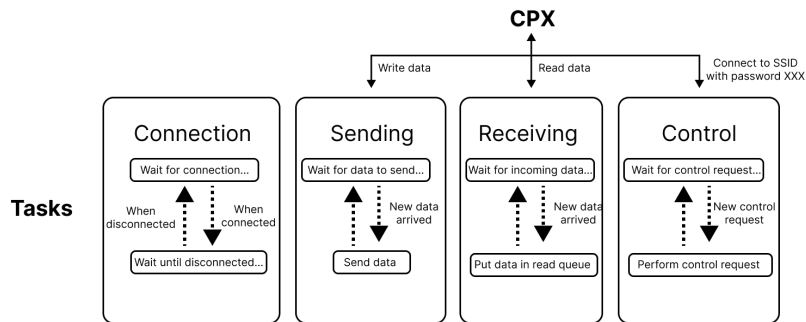 CPX
Write data
Read data
Connect to SSID
with password XXX
Connection
Sending
Receiving
Control
Wait for connection...
Wait for data to send...
Wait for incoming data...
Wait for control request...
Tasks
When
disconnected
When
connected
New data
arrived
New data
arrived
New control
request
Wait until disconnected...
Send data
Put data in read queue
Perform control request